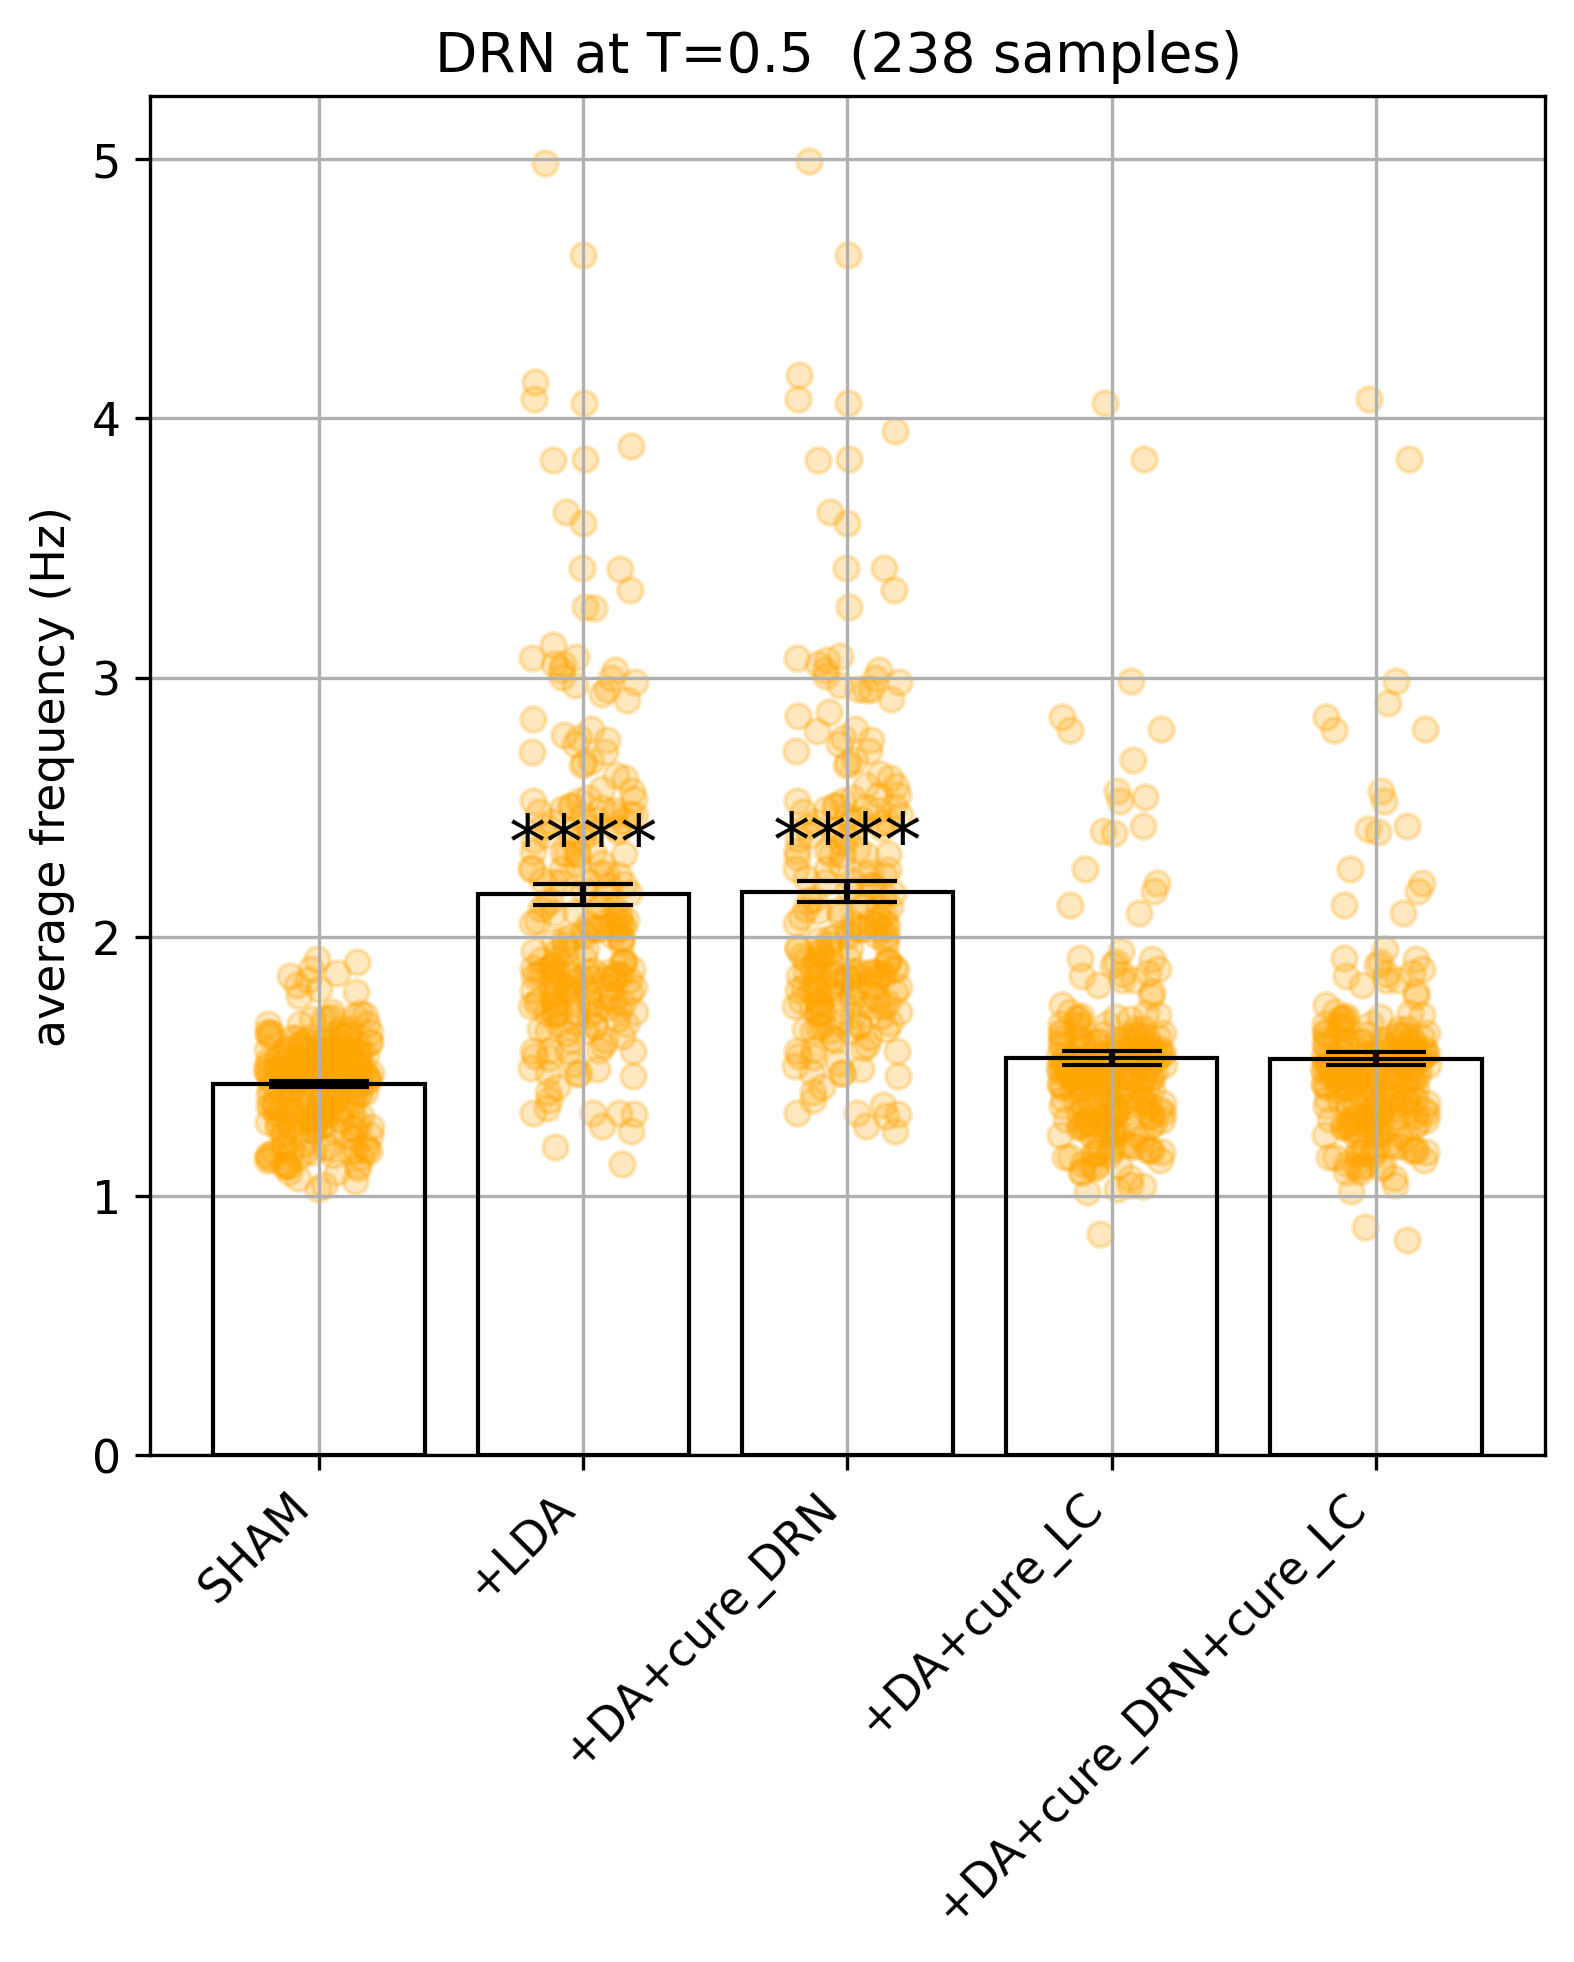 DRN at T=0.5  (238 samples)
average frequency (Hz)
5
4
3
2
1
0
****
****
SHAM
+LDA
+DA+cure_DRN
+DA+cure_LC
+DA+cure_DRN+cure_LC